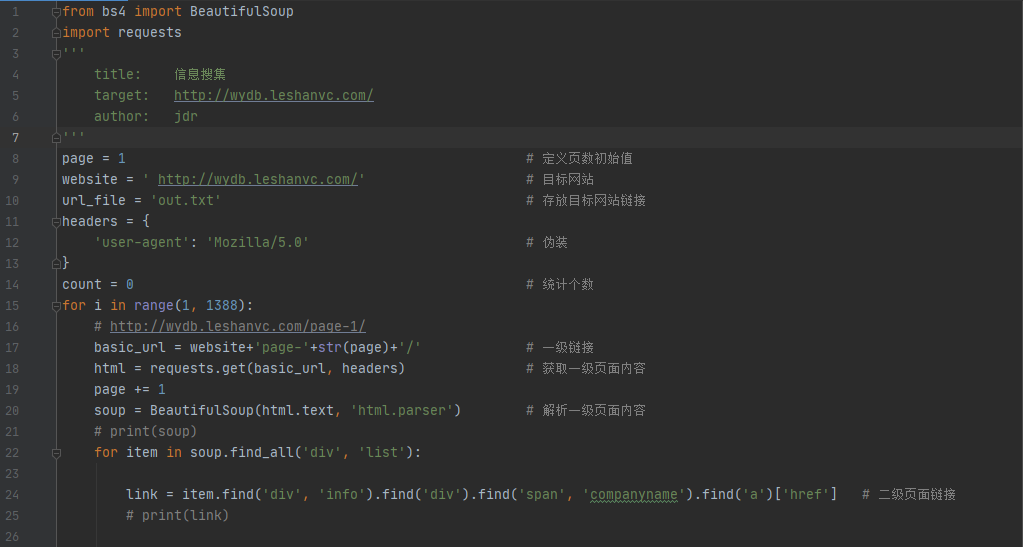 1 from bs4 import BeautifulSoup
2 import requests
3 '''
4     title:    信息搜集
5     target:   http://wydb.leshanvc.com/
6     author:   jdr
7 '''
8 page = 1    # 定义页数初始值
9 website = ' http://wydb.leshanvc.com/'    # 目标网站
10 url_file = 'out.txt'    # 存放目标网站链接
11 headers = {
12     'user-agent': 'Mozilla/5.0'    # 伪装
13 }
14 count = 0    # 统计个数
15 for i in range(1, 1388):
16     # http://wydb.leshanvc.com/page-1/
17     basic_url = website+'page-'+str(page)+'/'    # 一级链接
18     html = requests.get(basic_url, headers)    # 获取一级页面内容
19     page += 1
20     soup = BeautifulSoup(html.text, 'html.parser')    # 解析一级页面内容
21     # print(soup)
22     for item in soup.find_all('div', 'list'):
23
24         link = item.find('div', 'info').find('div').find('span', 'companyname').find('a')['href']    # 二级页面链接
25         # print(link)
26